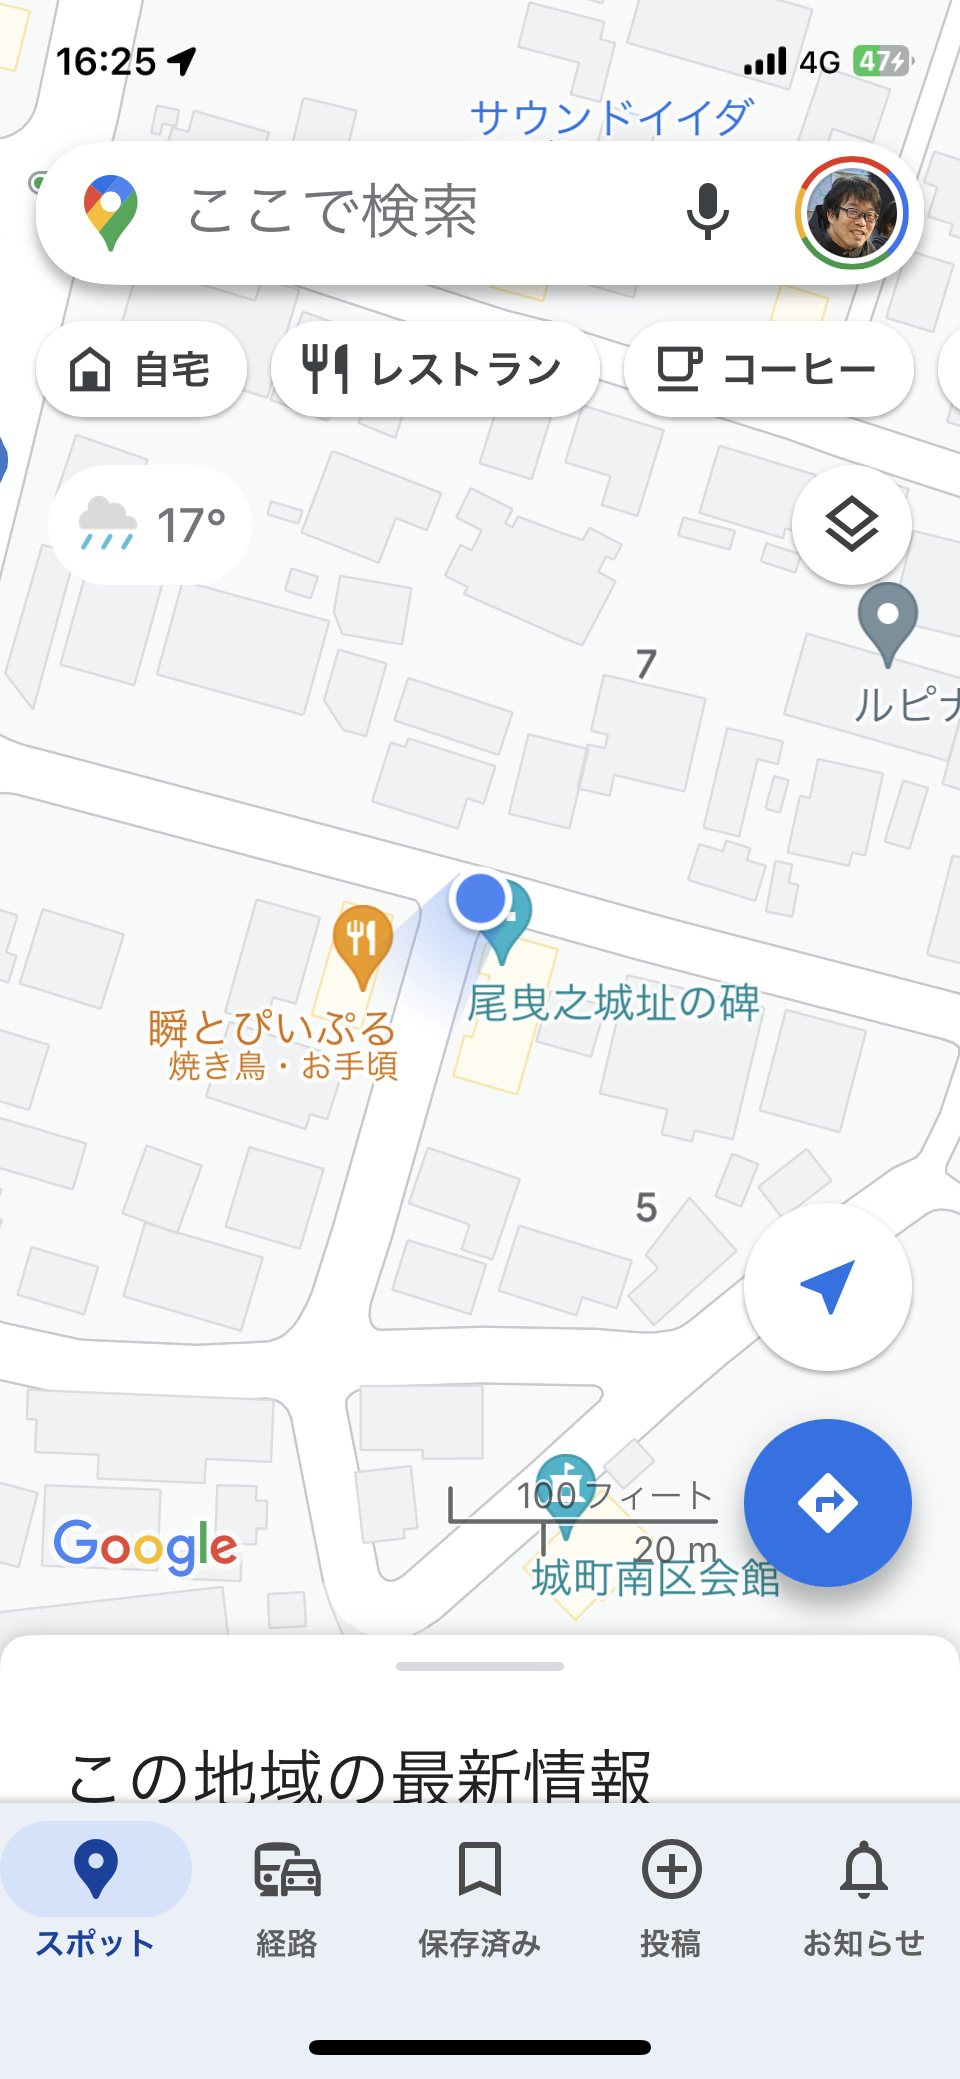 16:25
4G 47
サウンドイイダ
ここで検索
自宅
レストラン
コーヒー
17°
7
ルピナ
瞬とぴいぷる
焼き鳥・お手頃
尾曳之城址の碑
5
100 フィート
20 m
城町南区会館
Google
この地域の最新情報
スポット
経路
保存済み
投稿
お知らせ